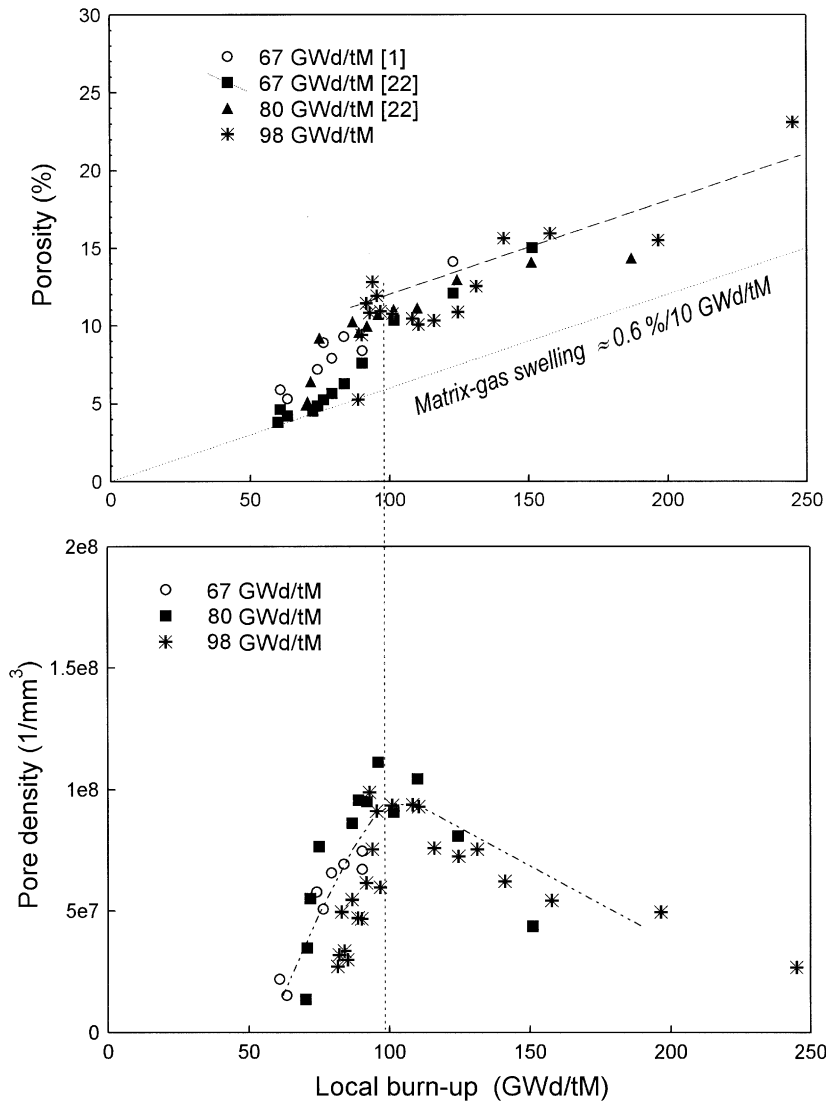 30
25
20
15
10
5
0
Porosity (%)
67 GWd/tM [1]
67 GWd/tM [22]
80 GWd/tM [22]
98 GWd/tM
Matrix-gas swelling ≈0.6 %/10 GWd/tM
0 50 100 150 200 250
2e8
1.5e8
1e8
5e7
0
Pore density (1/mm³)
67 GWd/tM
80 GWd/tM
98 GWd/tM
0 50 100 150 200 250
Local burn-up (GWd/tM)